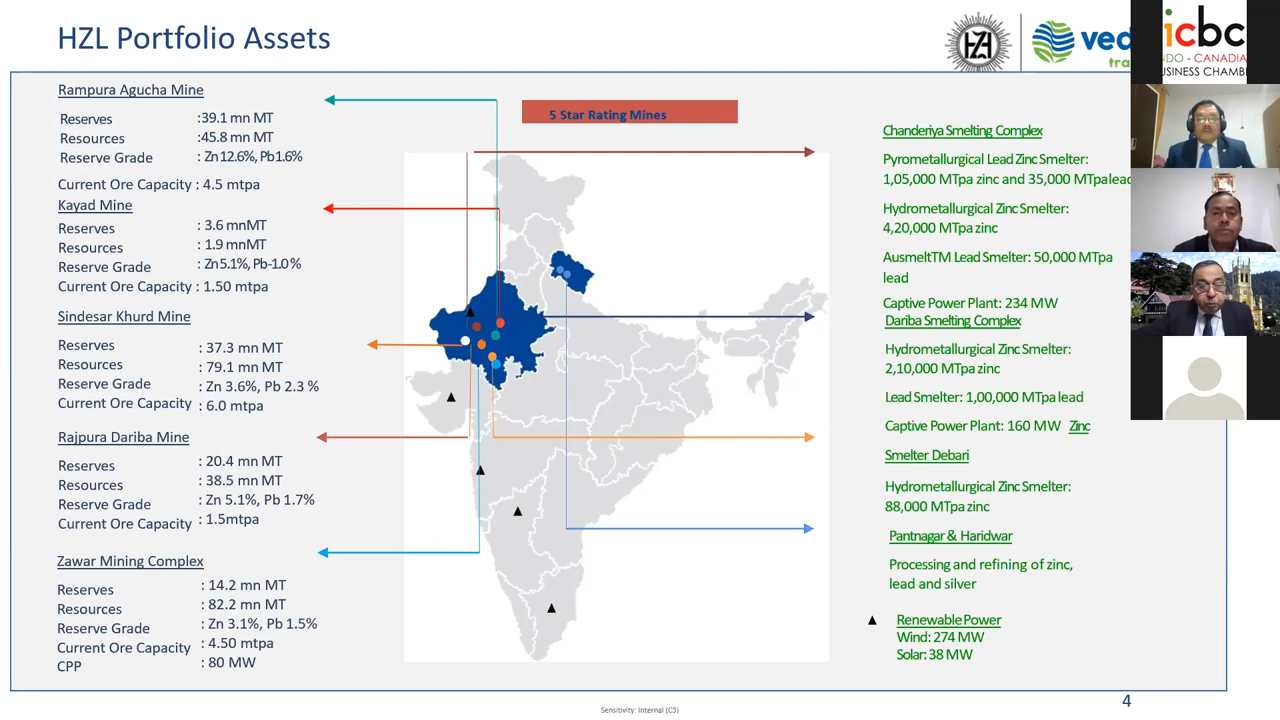 HZL Portfolio Assets
HZL
ved
tra
icbc
NDO - CANADIA
USINESS CHAMB
Rampura Agucha Mine
Reserves :39.1 mn MT
Resources :45.8 mn MT
Reserve Grade : Zn 12.6%, Pb1.6%
Current Ore Capacity : 4.5 mtpa
Kayad Mine
Reserves : 3.6 mnMT
Resources : 1.9 mnMT
Reserve Grade : Zn5.1%, Pb-1.0 %
Current Ore Capacity : 1.50 mtpa
Sindesar Khurd Mine
Reserves : 37.3 mn MT
Resources : 79.1 mn MT
Reserve Grade : Zn 3.6%, Pb 2.3 %
Current Ore Capacity : 6.0 mtpa
Rajpura Dariba Mine
Reserves : 20.4 mn MT
Resources : 38.5 mn MT
Reserve Grade : Zn 5.1%, Pb 1.7%
Current Ore Capacity : 1.5mtpa
Zawar Mining Complex
Reserves : 14.2 mn MT
Resources : 82.2 mn MT
Reserve Grade : Zn 3.1%, Pb 1.5%
Current Ore Capacity : 4.50 mtpa
CPP : 80 MW
5 Star Rating Mines
Chanderiya Smelting Complex
Pyrometallurgical Lead Zinc Smelter:
1,05,000 MTpa zinc and 35,000 MTpa lead
Hydrometallurgical Zinc Smelter:
4,20,000 MTpa zinc
AusmeltTM Lead Smelter: 50,000 MTpa
lead
Captive Power Plant: 234 MW
Dariba Smelting Complex
Hydrometallurgical Zinc Smelter:
2,10,000 MTpa zinc
Lead Smelter: 1,00,000 MTpa lead
Captive Power Plant: 160 MW Zinc
Smelter Debari
Hydrometallurgical Zinc Smelter:
88,000 MTpa zinc
Pantnagar & Haridwar
Processing and refining of zinc,
lead and silver
Renewable Power
Wind: 274 MW
Solar: 38 MW
4
Sensitivity: Internal (C3)